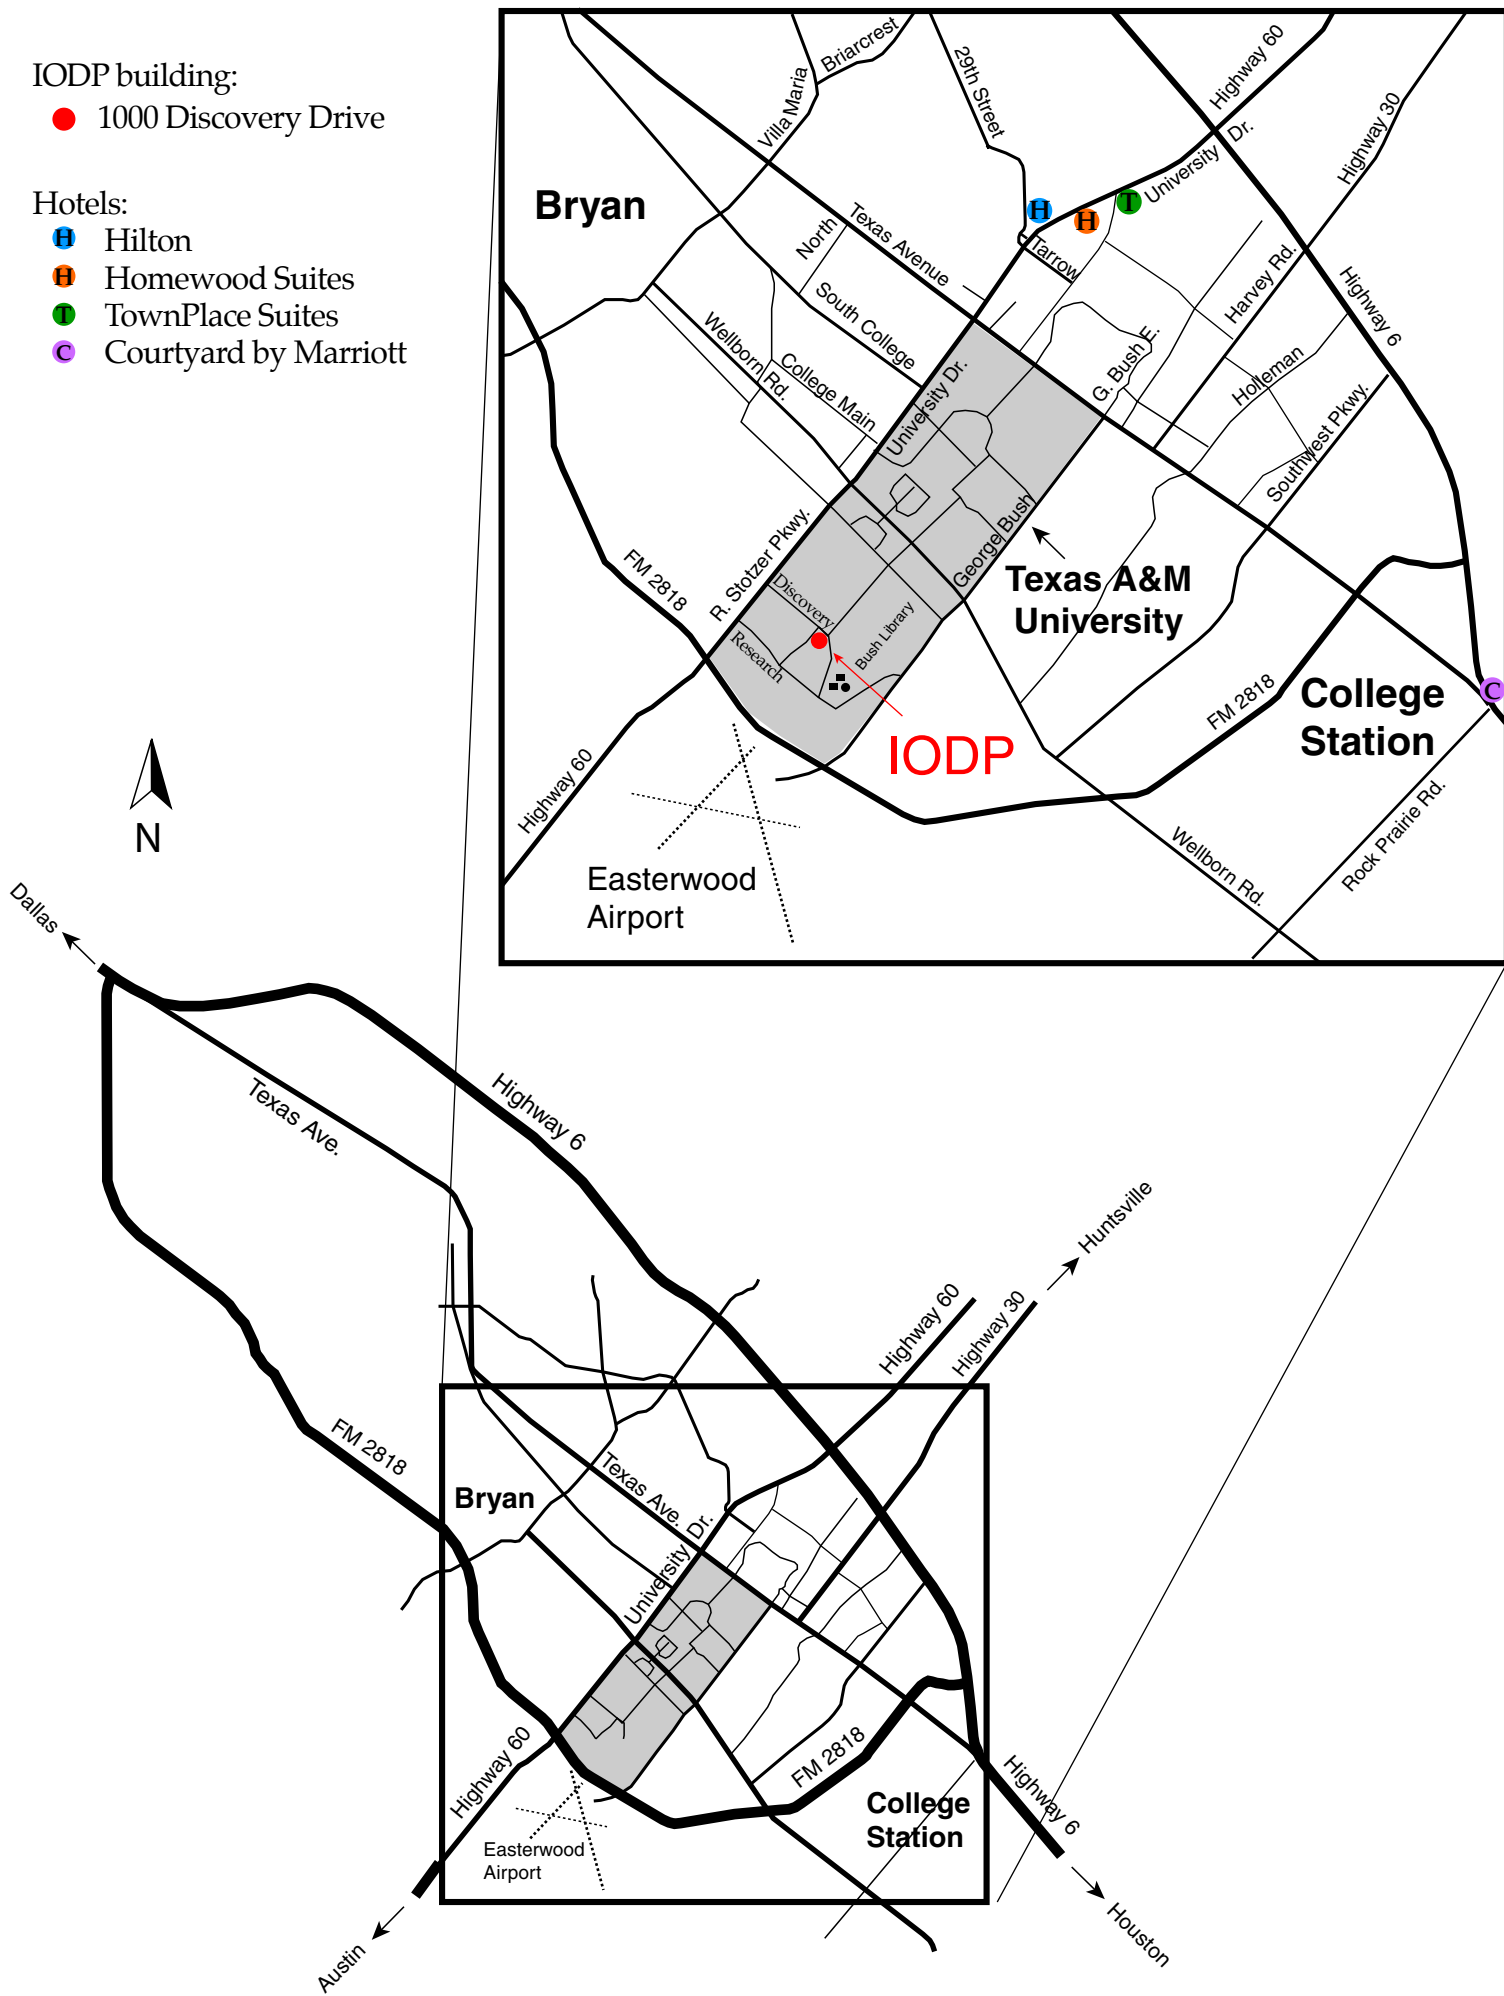 IODP building:
1000 Discovery Drive
Hotels:
H Hilton
H Homewood Suites
T TownPlace Suites
C Courtyard by Marriott
Briarcrest
Villa Maria
29th Street
Highway 60
Highway 30
University Dr.
Bryan
H
H
T
North
Texas Avenue
Tarrow
Harvey Rd.
Highway 6
South College
Wellborn Rd.
College Main
University Dr.
G. Bush E.
Holleman
Southwest Pkwy.
FM 2818
R. Stotzer Pkwy.
George Bush
Discovery
Research
Bush Library
Texas A&M
University
IODP
FM 2818
College
Station
C
Highway 60
Easterwood
Airport
Wellborn Rd.
Rock Prairie Rd.
N
Dallas
Texas Ave.
Highway 6
Huntsville
Highway 60
Highway 30
FM 2818
Bryan
Texas Ave.
University Dr.
Highway 60
FM 2818
College
Station
Highway 6
Easterwood
Airport
Austin
Houston